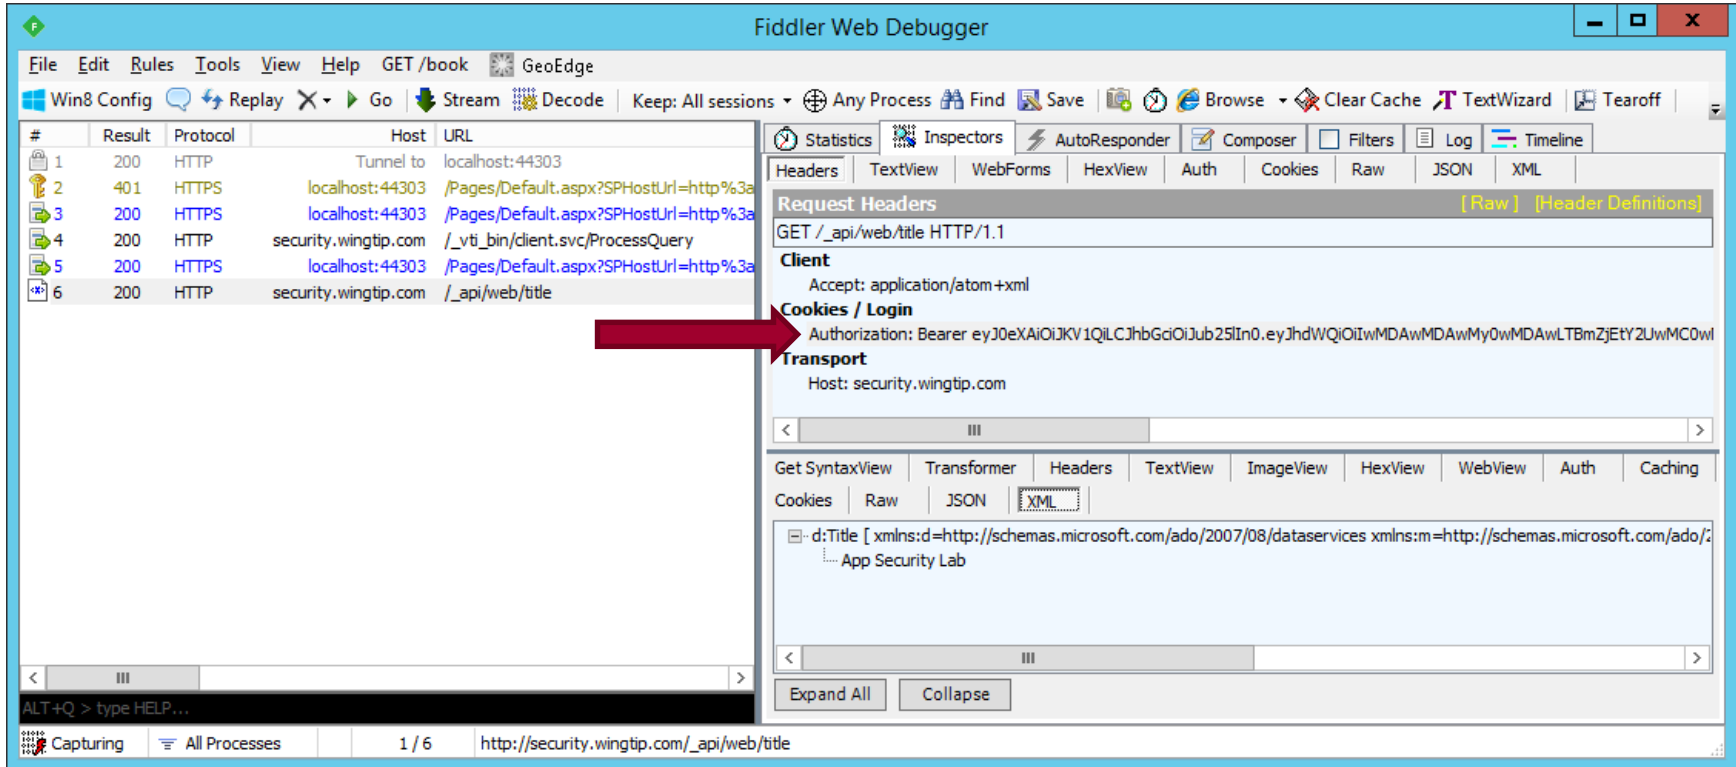 Fiddler Web Debugger
File Edit Rules Tools View Help GET /book GeoEdge
Win8 Config Replay Go Stream Decode Keep: All sessions Any Process Find Save Browse Clear Cache TextWizard Tearoff
# Result Protocol Host URL
1 200 HTTP Tunnel to localhost:44303
2 401 HTTPS localhost:44303 /Pages/Default.aspx?SPHostUrl=http%3a
3 200 HTTPS localhost:44303 /Pages/Default.aspx?SPHostUrl=http%3a
4 200 HTTP security.wingtip.com /_vti_bin/client.svc/ProcessQuery
5 200 HTTPS localhost:44303 /Pages/Default.aspx?SPHostUrl=http%3a
6 200 HTTP security.wingtip.com /_api/web/title
ALT+Q > type HELP...
Statistics Inspectors AutoResponder Composer Filters Log Timeline
Headers TextView WebForms HexView Auth Cookies Raw JSON XML
Request Headers [ Raw ] [Header Definitions]
GET /_api/web/title HTTP/1.1
Client
Accept: application/atom+xml
Cookies / Login
Authorization: Bearer eyJ0eXAiOiJKV1QiLCJhbGciOiJub25lIn0.eyJhdWQiOiIwMDAwMDAwMy0wMDAwLTBmZjEtY2UwMC0wI
Transport
Host: security.wingtip.com
Get SyntaxView Transformer Headers TextView ImageView HexView WebView Auth Caching
Cookies Raw JSON XML
d:Title [ xmlns:d=http://schemas.microsoft.com/ado/2007/08/dataservices xmlns:m=http://schemas.microsoft.com/ado/2
App Security Lab
Expand All Collapse
Capturing All Processes 1 / 6 http://security.wingtip.com/_api/web/title